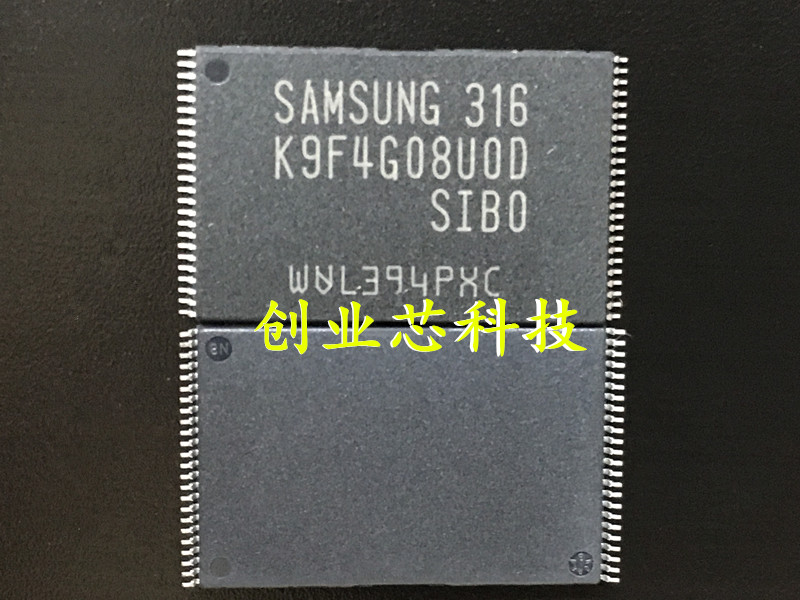 SAMSUNG 316
K9F4G08U0D
SIB0
WVL394PXC
创业芯科技